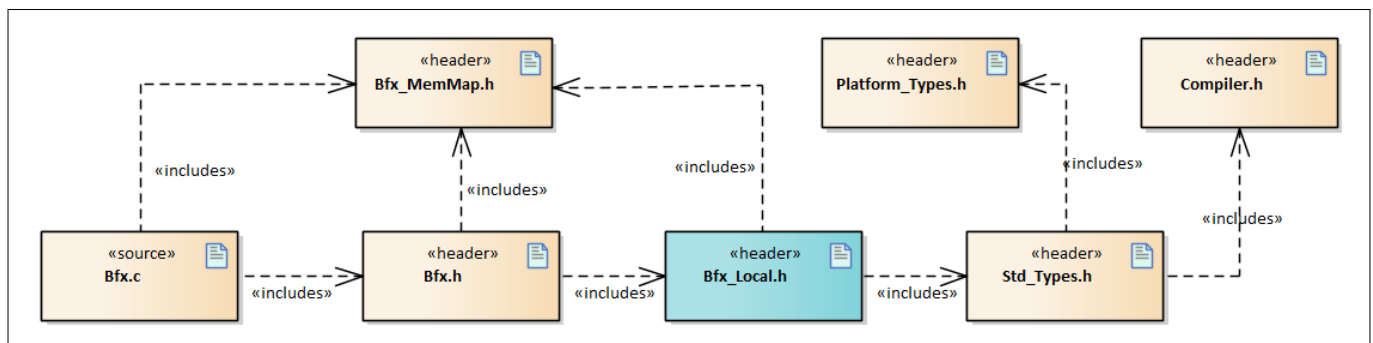 «header»
Bfx_MemMap.h
«header»
Platform_Types.h
«header»
Compiler.h
«includes»
«includes»
«includes»
«includes»
«includes»
«source»
Bfx.c
«header»
Bfx.h
«header»
Bfx_Local.h
«header»
Std_Types.h
«includes»
«includes»
«includes»